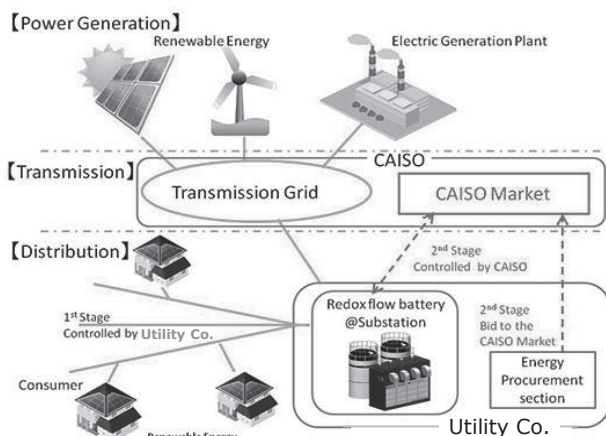 【Power Generation】
Renewable Energy
Electric Generation Plant
【Transmission】
CAISO
Transmission Grid
CAISO Market
【Distribution】
2nd Stage
Controlled by CAISO
1st Stage
Controlled by Utility Co.
Redox flow battery
@Substation
2nd Stage
Bid to the
CAISO Market
Energy
Procurement
section
Consumer
Renewable Energy
Utility Co.